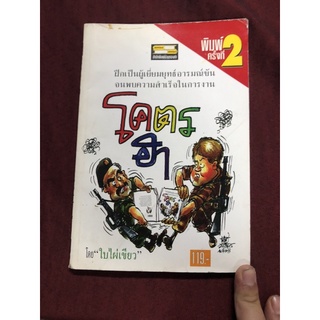 พิมพ์
ครั้งที่ 2
ฝึกเป็นผู้เยี่ยมยุทธ์อารมณ์ขัน
จนพบความสำเร็จในการงาน
โคตร
ฮา
โดย "ใบไผ่เขียว"
119.-